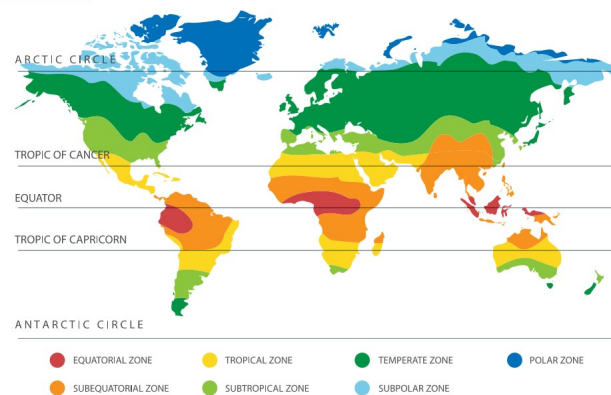 ARCTIC CIRCLE
TROPIC OF CANCER
EQUATOR
TROPIC OF CAPRICORN
ANTARCTIC CIRCLE
EQUATORIAL ZONE
TROPICAL ZONE
TEMPERATE ZONE
POLAR ZONE
SUBEQUATORIAL ZONE
SUBTROPICAL ZONE
SUBPOLAR ZONE